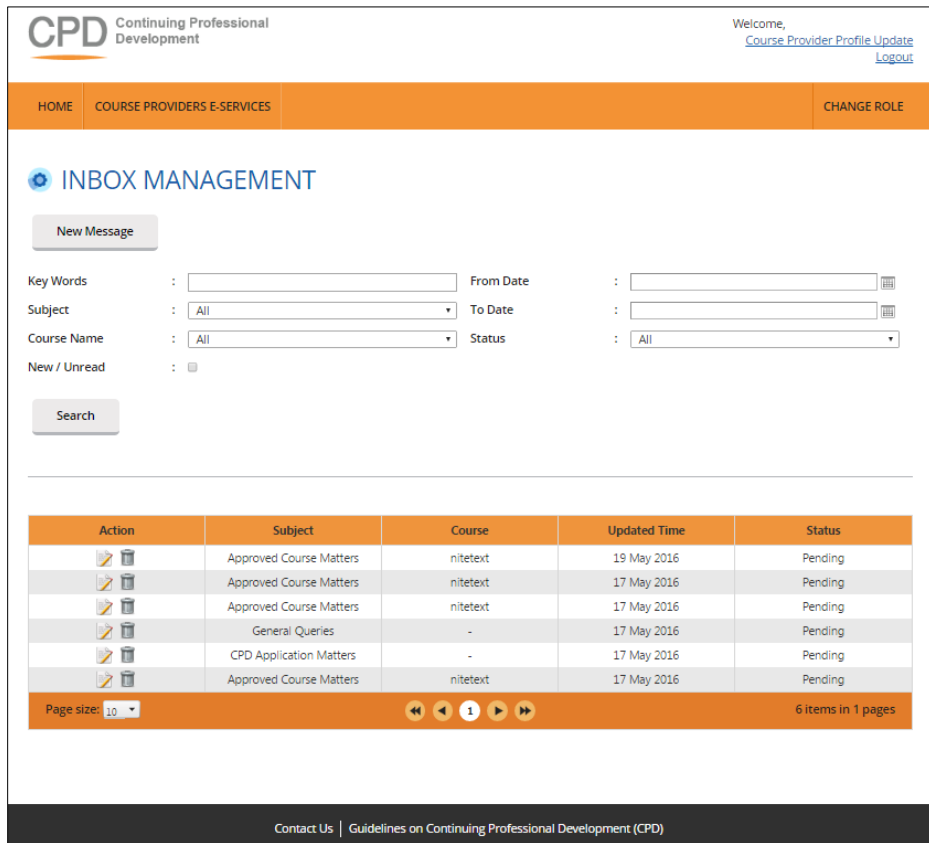 CPD Continuing Professional Development
Welcome,
Course Provider Profile Update
Logout
HOME COURSE PROVIDERS E-SERVICES CHANGE ROLE
INBOX MANAGEMENT
New Message
Key Words : From Date :
Subject : All To Date :
Course Name : All Status : All
New / Unread :
Search
Action Subject Course Updated Time Status
Approved Course Matters nitetext 19 May 2016 Pending
Approved Course Matters nitetext 17 May 2016 Pending
Approved Course Matters nitetext 17 May 2016 Pending
General Queries - 17 May 2016 Pending
CPD Application Matters - 17 May 2016 Pending
Approved Course Matters nitetext 17 May 2016 Pending
Page size: 10 1 6 items in 1 pages
Contact Us | Guidelines on Continuing Professional Development (CPD)